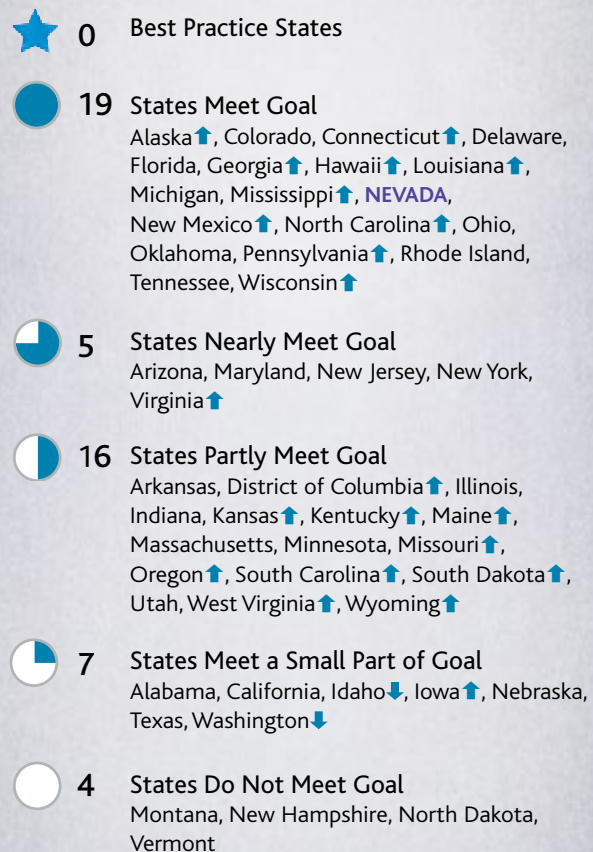 0 Best Practice States
19 States Meet Goal
Alaska⬆, Colorado, Connecticut⬆, Delaware,
Florida, Georgia⬆, Hawaii⬆, Louisiana⬆,
Michigan, Mississippi⬆, NEVADA,
New Mexico⬆, North Carolina⬆, Ohio,
Oklahoma, Pennsylvania⬆, Rhode Island,
Tennessee, Wisconsin⬆
5 States Nearly Meet Goal
Arizona, Maryland, New Jersey, New York,
Virginia⬆
16 States Partly Meet Goal
Arkansas, District of Columbia⬆, Illinois,
Indiana, Kansas⬆, Kentucky⬆, Maine⬆,
Massachusetts, Minnesota, Missouri⬆,
Oregon⬆, South Carolina⬆, South Dakota⬆,
Utah, West Virginia⬆, Wyoming⬆
7 States Meet a Small Part of Goal
Alabama, California, Idaho⬇, Iowa⬆, Nebraska,
Texas, Washington⬇
4 States Do Not Meet Goal
Montana, New Hampshire, North Dakota,
Vermont